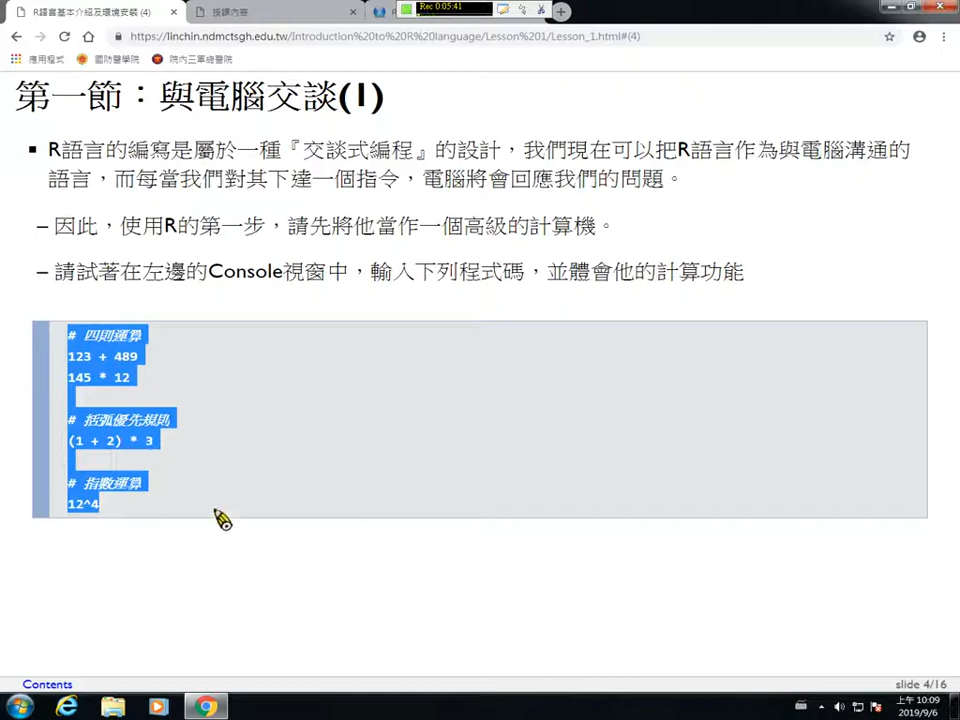 R語言基本介紹及環境安裝 (4)
授課內容
R
Rec 0:05:41
https://linchin.ndmctsgh.edu.tw/Introduction%20to%20R%20language/Lesson%201/Lesson_1.html#(4)
應用程式
國防醫學院
院內三軍總醫院
第一節：與電腦交談(1)
R語言的編寫是屬於一種『交談式編程』的設計，我們現在可以把R語言作為與電腦溝通的
語言，而每當我們對其下達一個指令，電腦將會回應我們的問題。
– 因此，使用R的第一步，請先將他當作一個高級的計算機。
– 請試著在左邊的Console視窗中，輸入下列程式碼，並體會他的計算功能
# 四則運算
123 + 489
145 * 12
# 括弧優先規則
(1 + 2) * 3
# 指數運算
12^4
Contents
slide 4/16
上午 10:09
2019/9/6